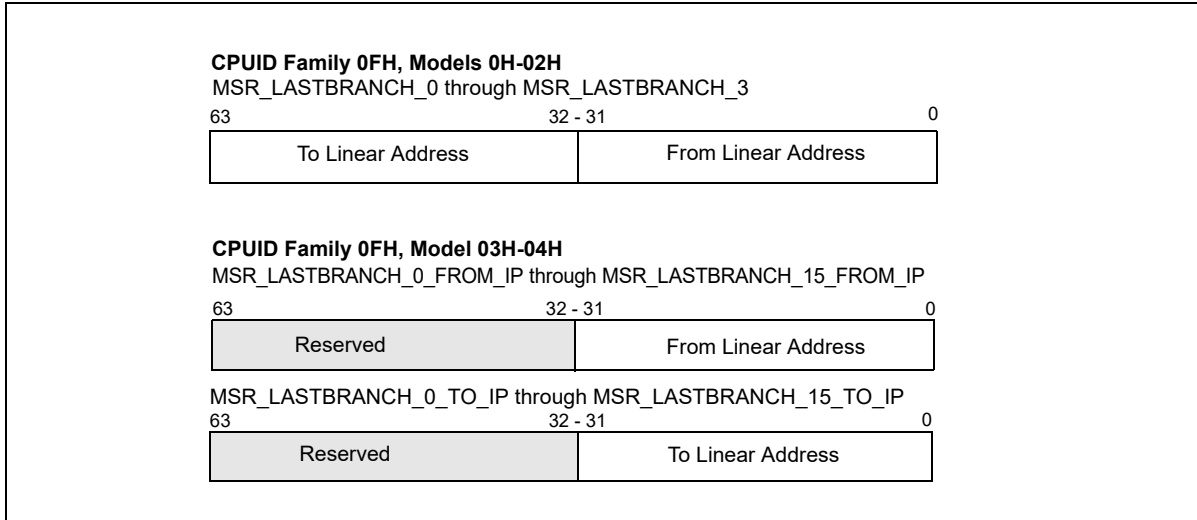 CPUID Family 0FH, Models 0H-02H
MSR_LASTBRANCH_0 through MSR_LASTBRANCH_3
63 32 - 31 0
To Linear Address From Linear Address
CPUID Family 0FH, Model 03H-04H
MSR_LASTBRANCH_0_FROM_IP through MSR_LASTBRANCH_15_FROM_IP
63 32 - 31 0
Reserved From Linear Address
MSR_LASTBRANCH_0_TO_IP through MSR_LASTBRANCH_15_TO_IP
63 32 - 31 0
Reserved To Linear Address